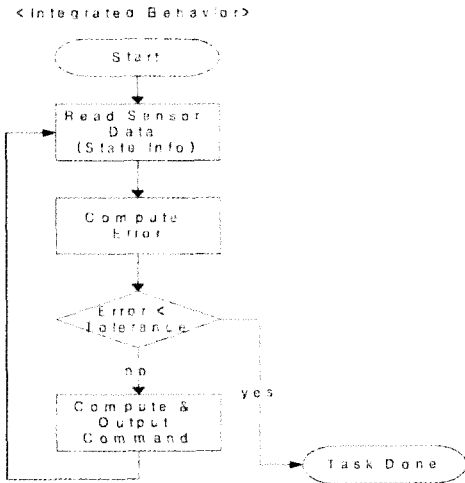 <Integrated Behavior>
Start
Read Sensor
Data
(State Info)
Compute
Error
Error <
Tolerance
no
yes
Compute &
Output
Command
Task Done